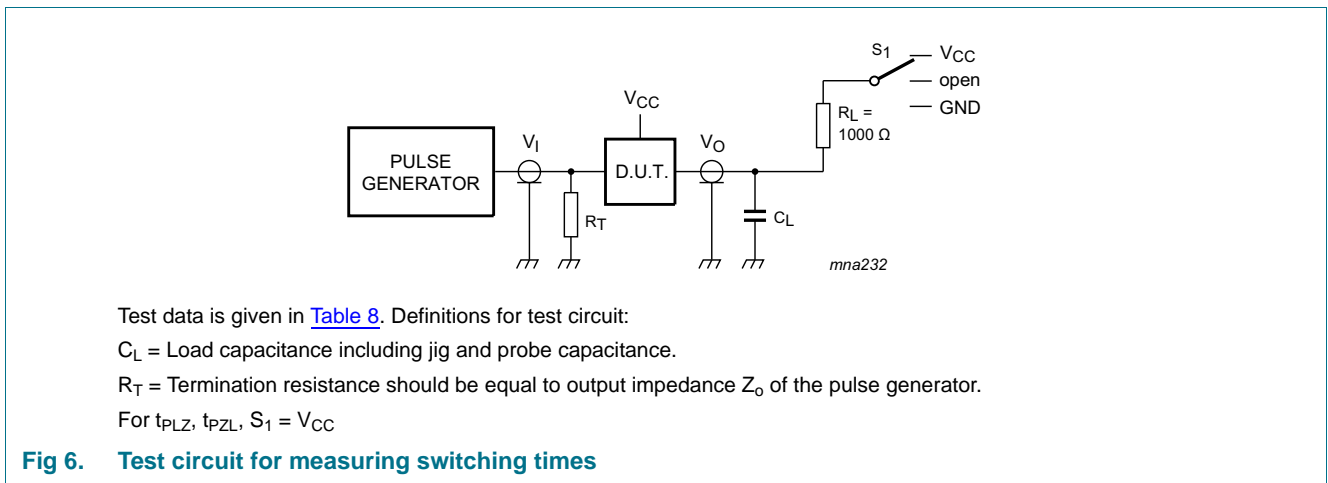 S1
VCC
open
GND
RL =
1000 Ω
VCC
VI
VO
PULSE
GENERATOR
D.U.T.
RT
CL
mna232
Test data is given in Table 8. Definitions for test circuit:
CL = Load capacitance including jig and probe capacitance.
RT = Termination resistance should be equal to output impedance Zo of the pulse generator.
For tPLZ, tPZL, S1 = VCC
Fig 6. Test circuit for measuring switching times